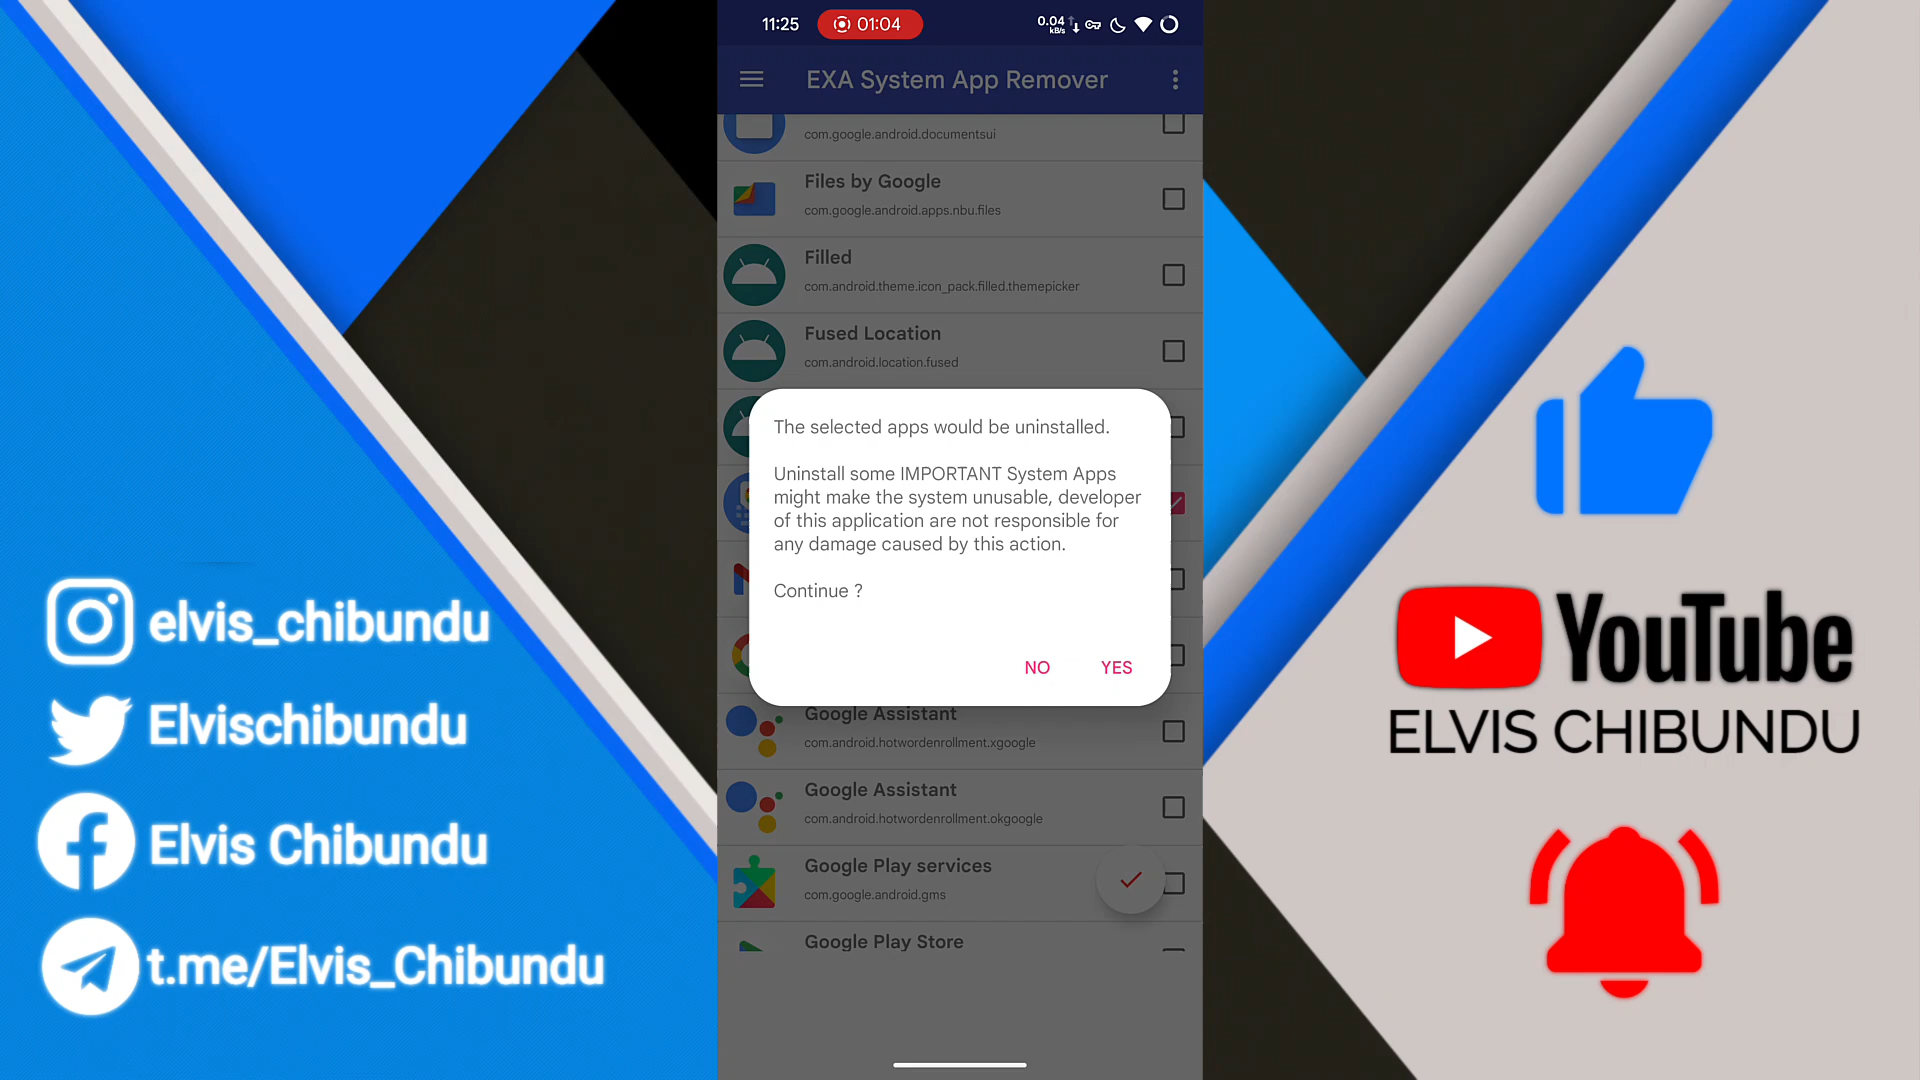 11:25
01:04
0.04
kB/s
EXA System App Remover
com.google.android.documentsui
Files by Google
com.google.android.apps.nbu.files
Filled
com.android.theme.icon_pack.filled.themepicker
Fused Location
com.android.location.fused
The selected apps would be uninstalled.
Uninstall some IMPORTANT System Apps
might make the system unusable, developer
of this application are not responsible for
any damage caused by this action.
Continue ?
NO
YES
Google Assistant
com.android.hotwordenrollment.xgoogle
Google Assistant
com.android.hotwordenrollment.okgoogle
Google Play services
com.google.android.gms
Google Play Store
elvis_chibundu
Elvischibundu
Elvis Chibundu
t.me/Elvis_Chibundu
YouTube
ELVIS CHIBUNDU